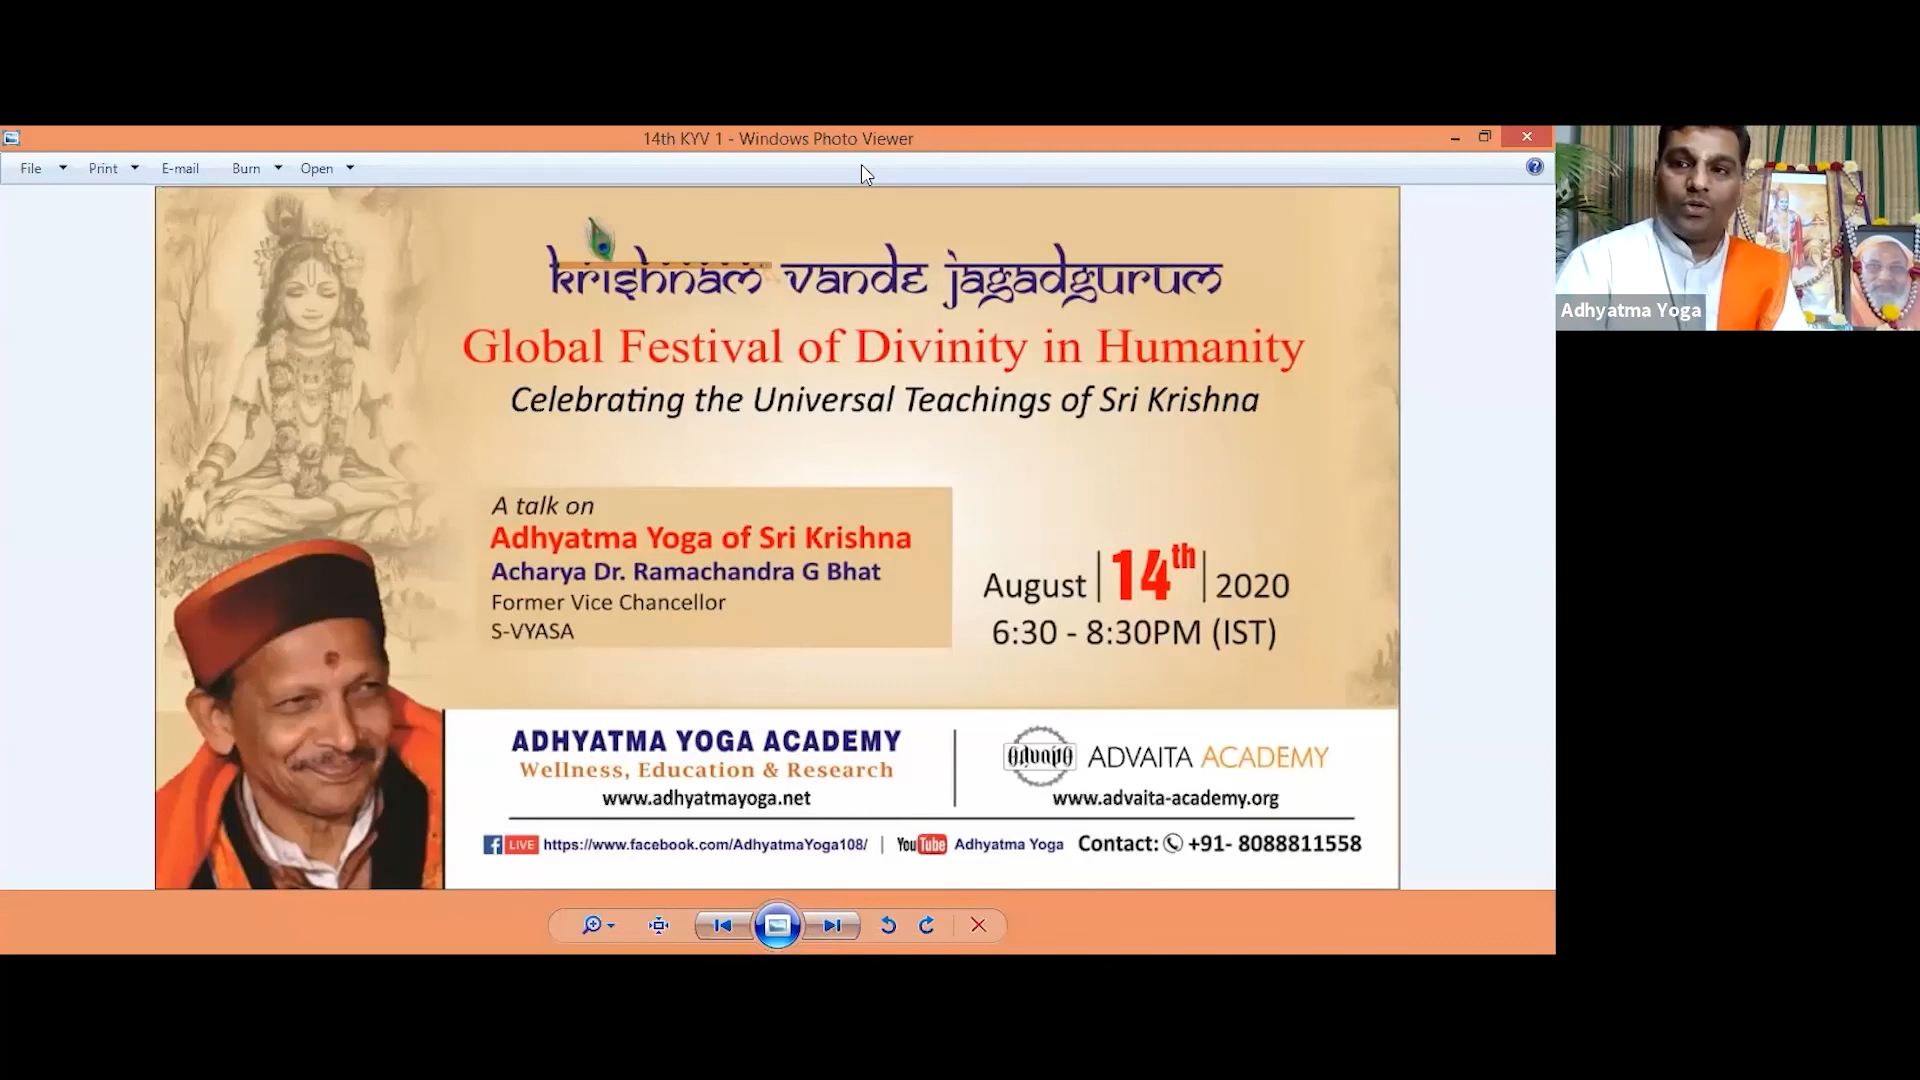 14th KYV 1 - Windows Photo Viewer
File Print E-mail Burn Open
krishnam vande jagadgurum
Global Festival of Divinity in Humanity
Celebrating the Universal Teachings of Sri Krishna
A talk on
Adhyatma Yoga of Sri Krishna
Acharya Dr. Ramachandra G Bhat
Former Vice Chancellor
S-VYASA
August | 14th | 2020
6:30 - 8:30PM (IST)
ADHYATMA YOGA ACADEMY
Wellness, Education & Research
www.adhyatmayoga.net
ADVAITA ACADEMY
www.advaita-academy.org
LIVE https://www.facebook.com/AdhyatmaYoga108/ | YouTube Adhyatma Yoga Contact: +91- 8088811558
Adhyatma Yoga